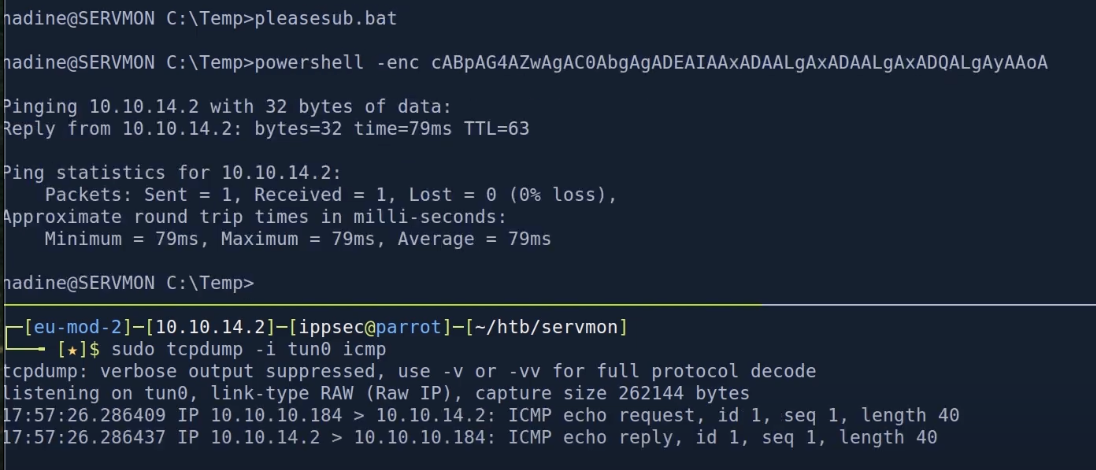 nadine@SERVMON C:\Temp>pleasesub.bat
nadine@SERVMON C:\Temp>powershell -enc cABpAG4AZwAgAC0AbgAgADEAIAAxADAALgAxADAALgAxADQALgAyAAoA
Pinging 10.10.14.2 with 32 bytes of data:
Reply from 10.10.14.2: bytes=32 time=79ms TTL=63
Ping statistics for 10.10.14.2:
Packets: Sent = 1, Received = 1, Lost = 0 (0% loss),
Approximate round trip times in milli-seconds:
Minimum = 79ms, Maximum = 79ms, Average = 79ms
nadine@SERVMON C:\Temp>
[eu-mod-2]─[10.10.14.2]─[ippsec@parrot]─[~/htb/servmon]
[★]$ sudo tcpdump -i tun0 icmp
tcpdump: verbose output suppressed, use -v or -vv for full protocol decode
listening on tun0, link-type RAW (Raw IP), capture size 262144 bytes
17:57:26.286409 IP 10.10.10.184 > 10.10.14.2: ICMP echo request, id 1, seq 1, length 40
17:57:26.286437 IP 10.10.14.2 > 10.10.10.184: ICMP echo reply, id 1, seq 1, length 40